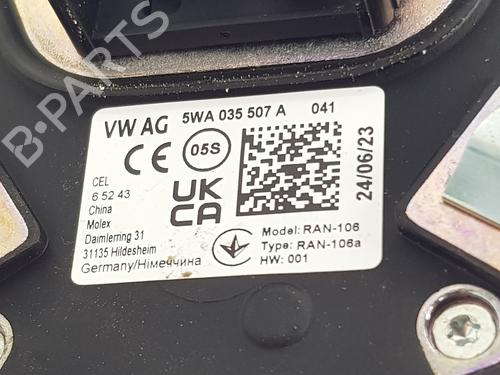 VW AG 5WA 035 507 A 041
CE 05S
CEL
6 52 43
China
Molex
Daimlerring 31
31135 Hildesheim
Germany/Німеччина
UK
CA
Model: RAN-106
Type: RAN-106a
HW: 001
24/06/23